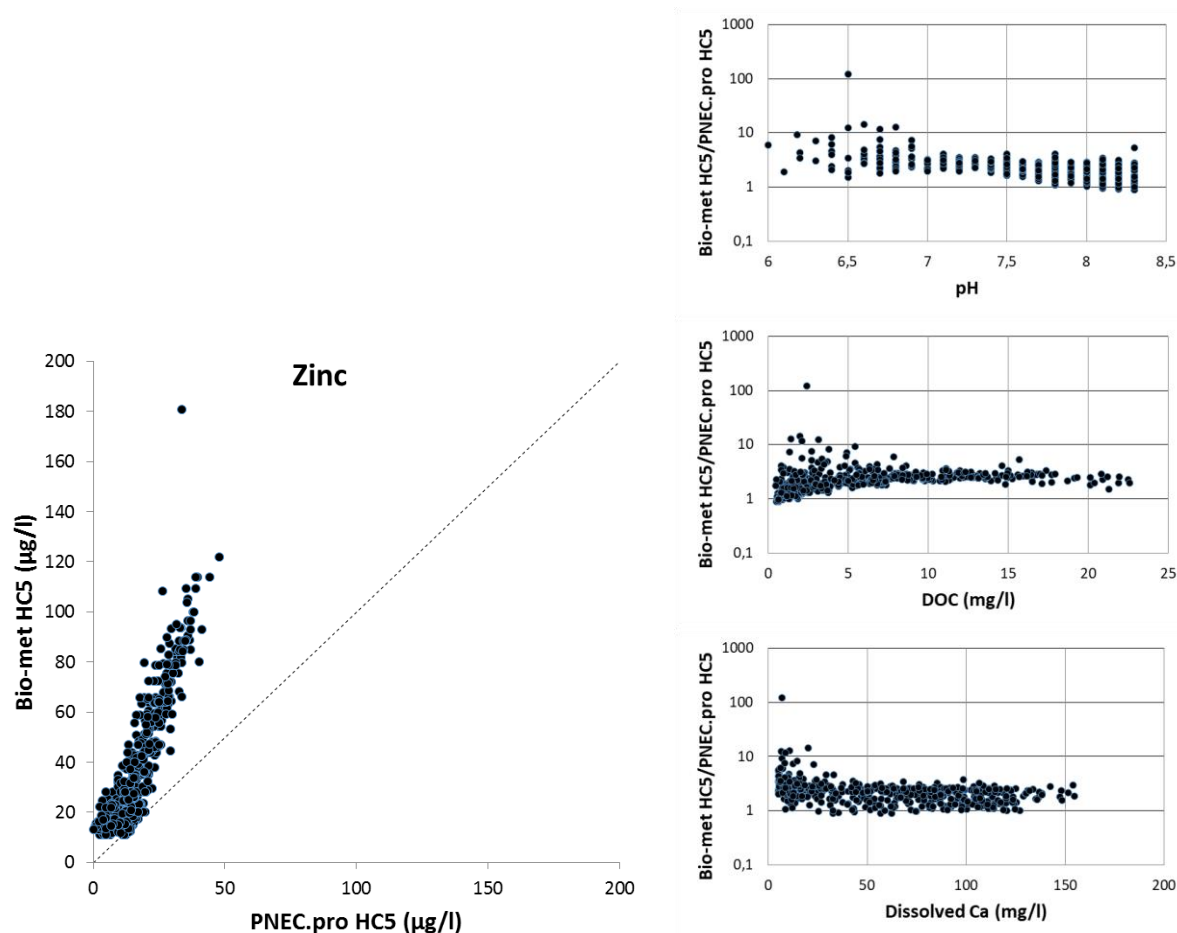 Zinc
Bio-met HC5 (µg/l)
200
180
160
140
120
100
80
60
40
20
0
0 50 100 150 200
PNEC.pro HC5 (µg/l)
Bio-met HC5/PNEC.pro HC5
1000
100
10
1
0,1
6 6,5 7 7,5 8 8,5
pH
Bio-met HC5/PNEC.pro HC5
1000
100
10
1
0,1
0 5 10 15 20 25
DOC (mg/l)
Bio-met HC5/PNEC.pro HC5
1000
100
10
1
0,1
0 50 100 150 200
Dissolved Ca (mg/l)